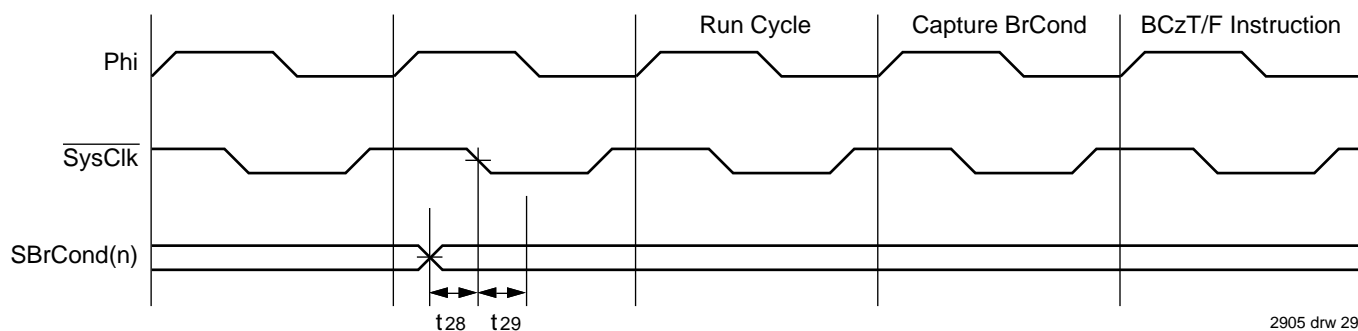 Run Cycle Capture BrCond BCzT/F Instruction
Phi
SysClk
SBrCond(n)
t28 t29
2905 drw 29